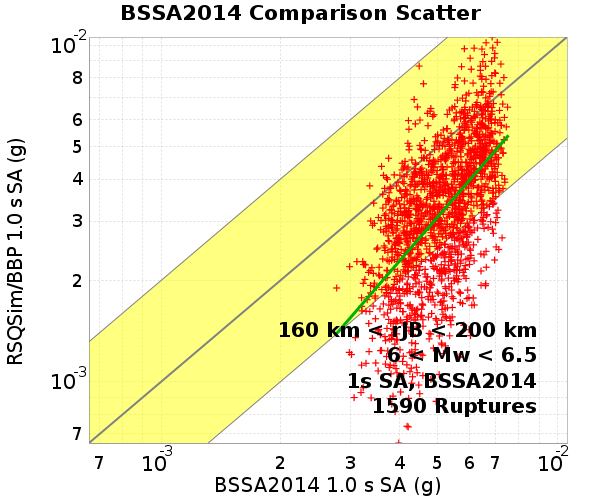 BSSA2014 Comparison Scatter
RSQSim/BBP 1.0 s SA (g)
10-2
8
6
5
4
3
2
10-3
7
160 km < rJB < 200 km
6 < Mw < 6.5
1s SA, BSSA2014
1590 Ruptures
7 10-3 2 3 4 5 6 7 10-2
BSSA2014 1.0 s SA (g)